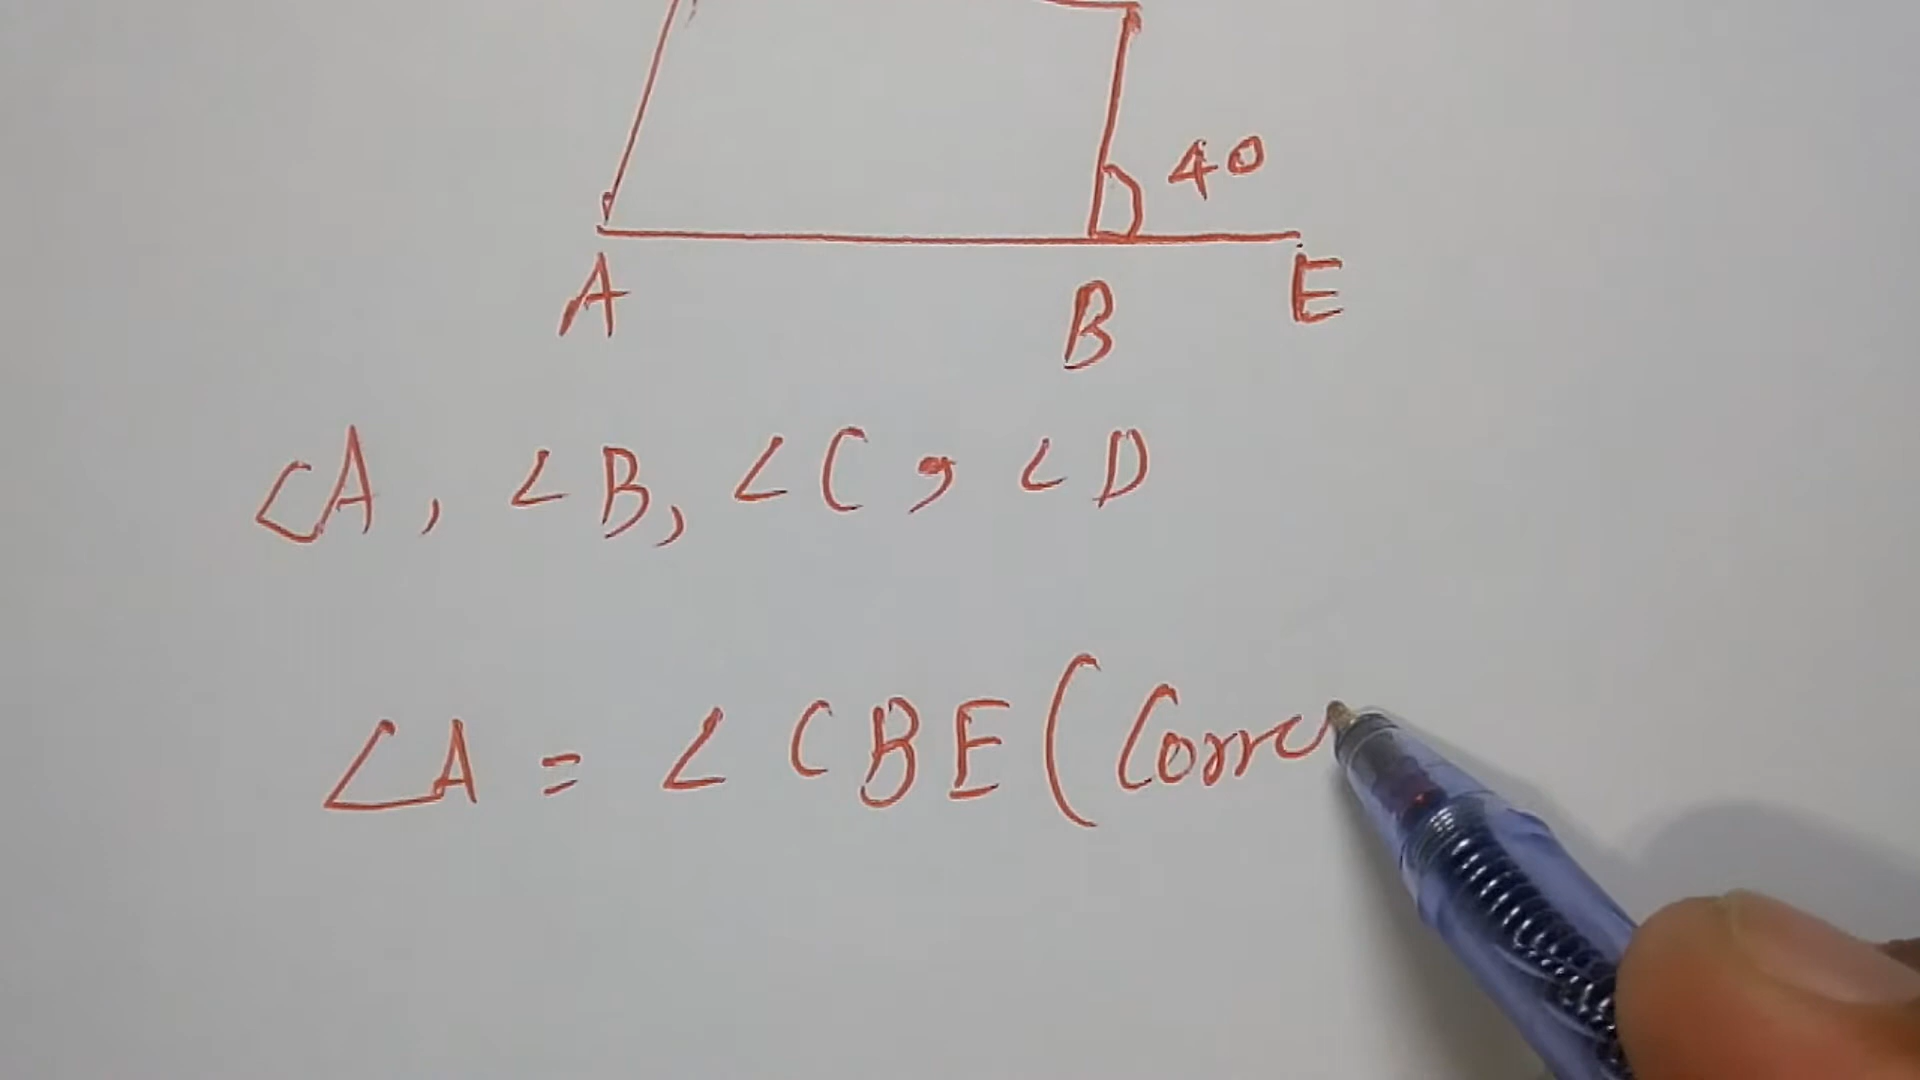 40
A B E
∠A, ∠B, ∠C, ∠D
∠A = ∠CBE (Corre